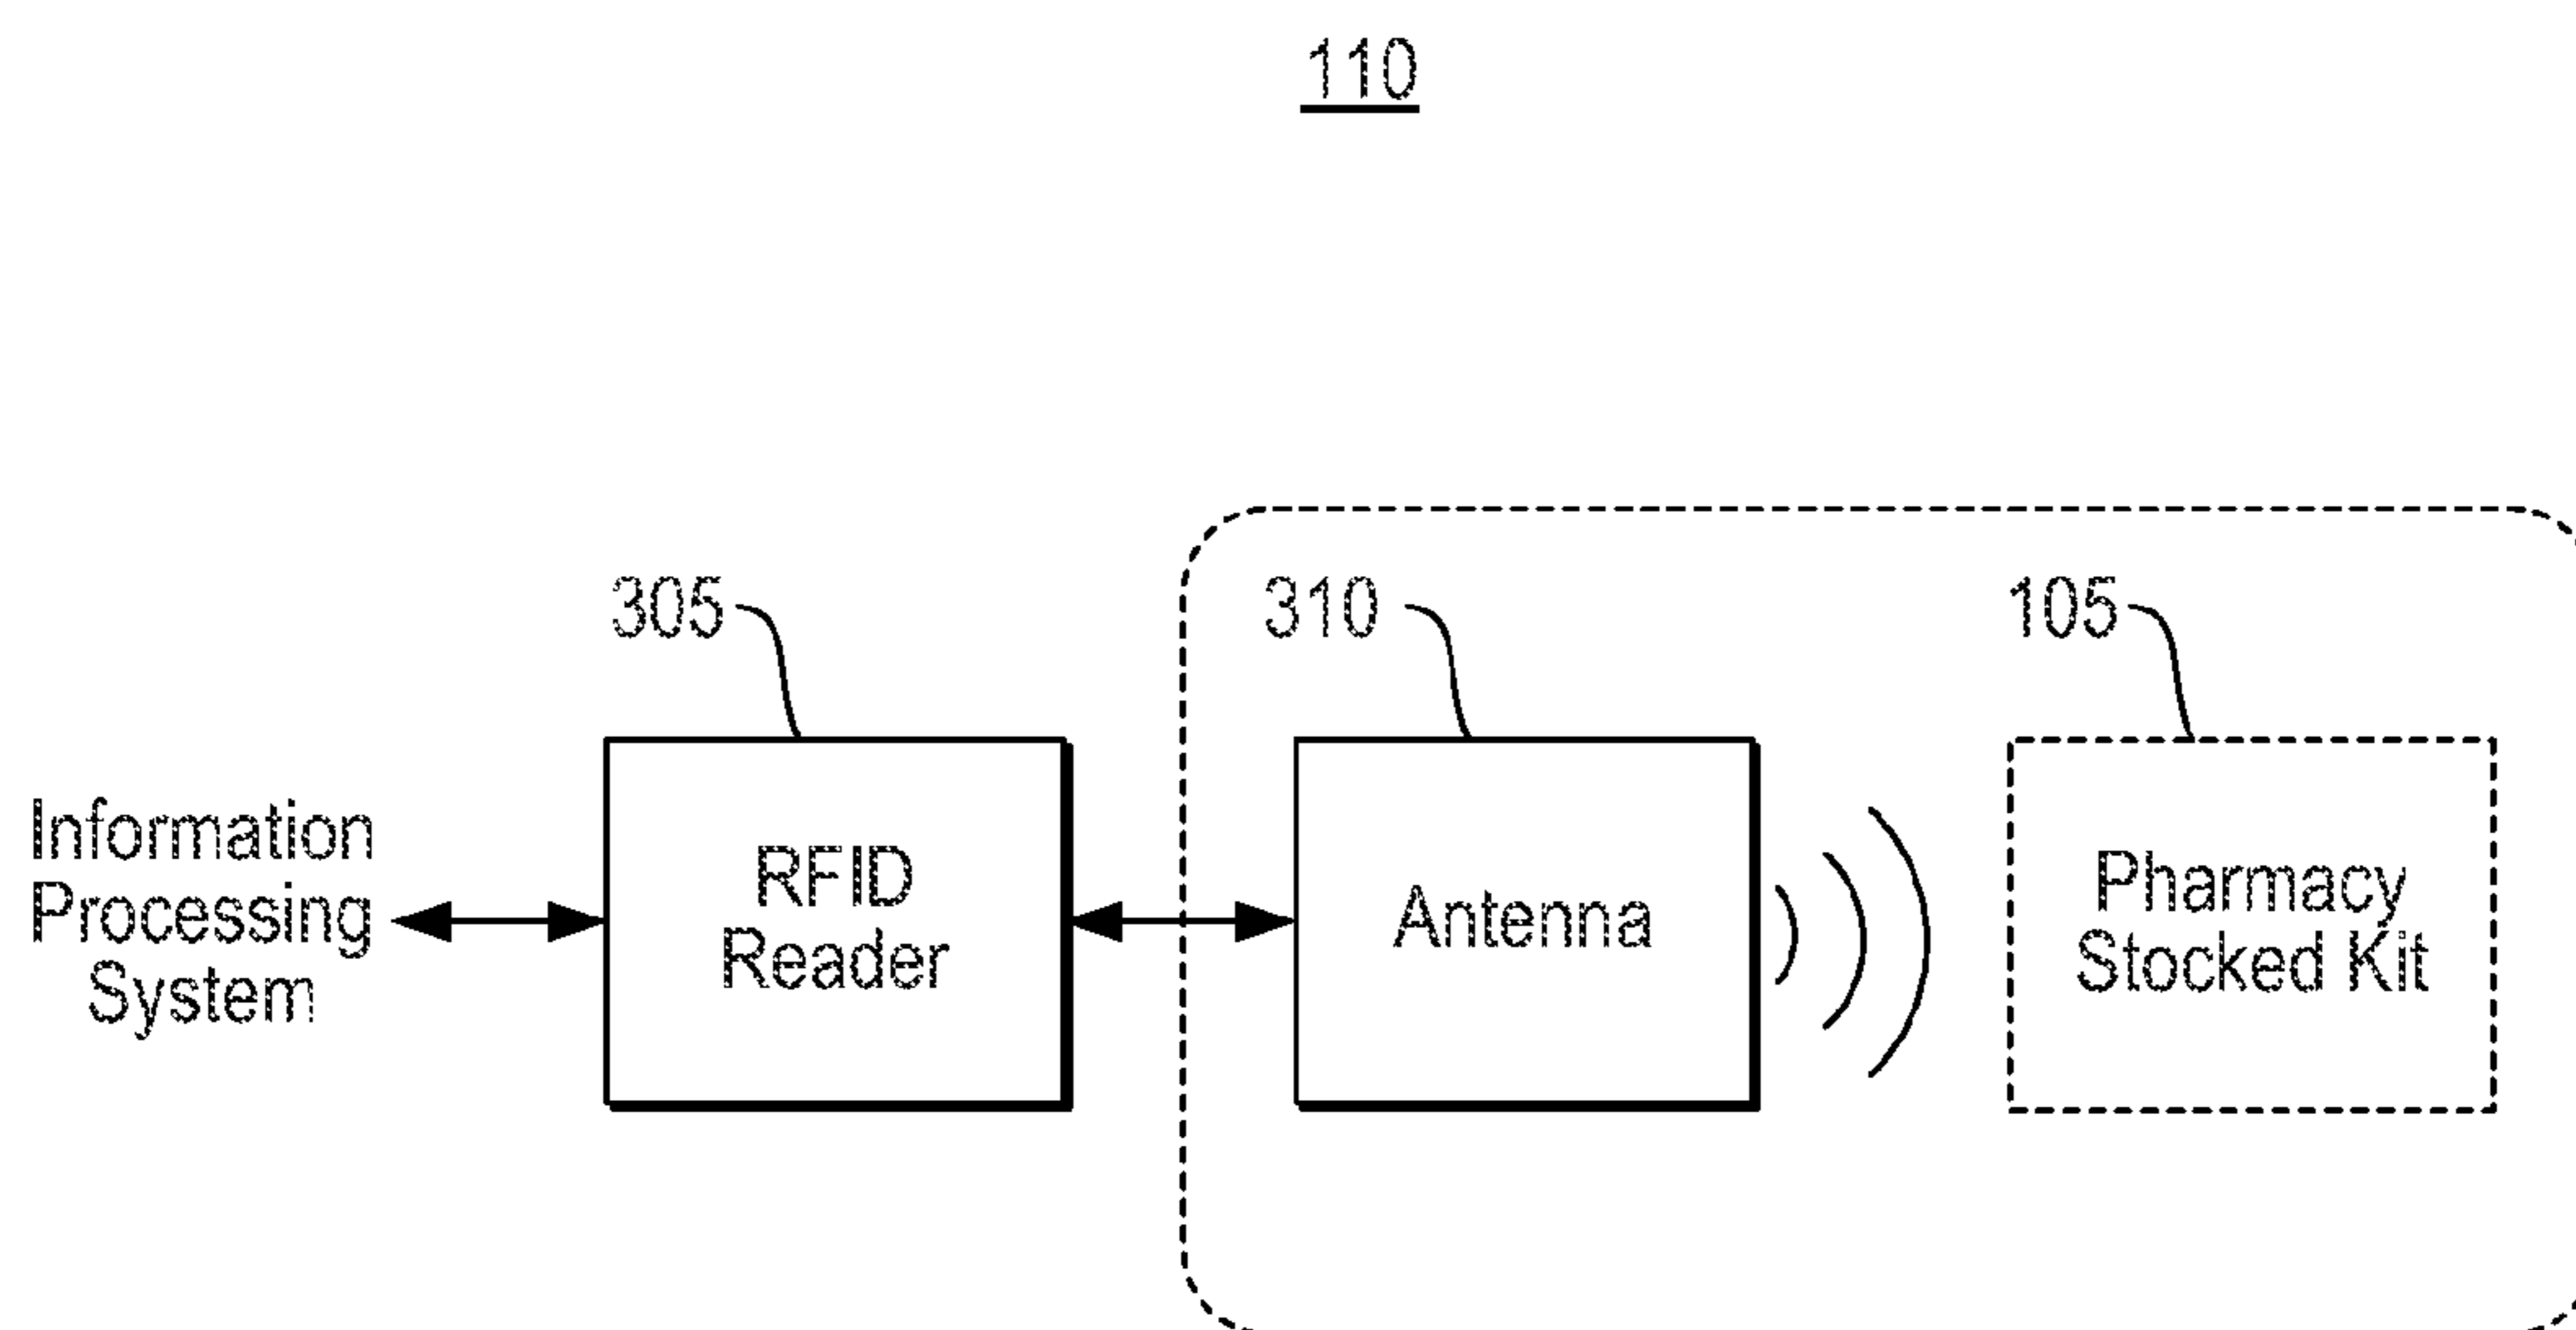 110
305
310
105
Information
Processing
System
RFID
Reader
Antenna
Pharmacy
Stocked Kit